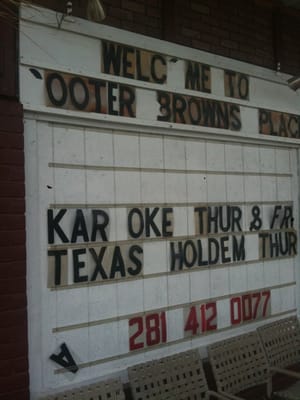 WELC ME TO
OOTER BROWNS PLAC
KAR OKE THUR & FR
TEXAS HOLDEM THUR
281 412 0077
A